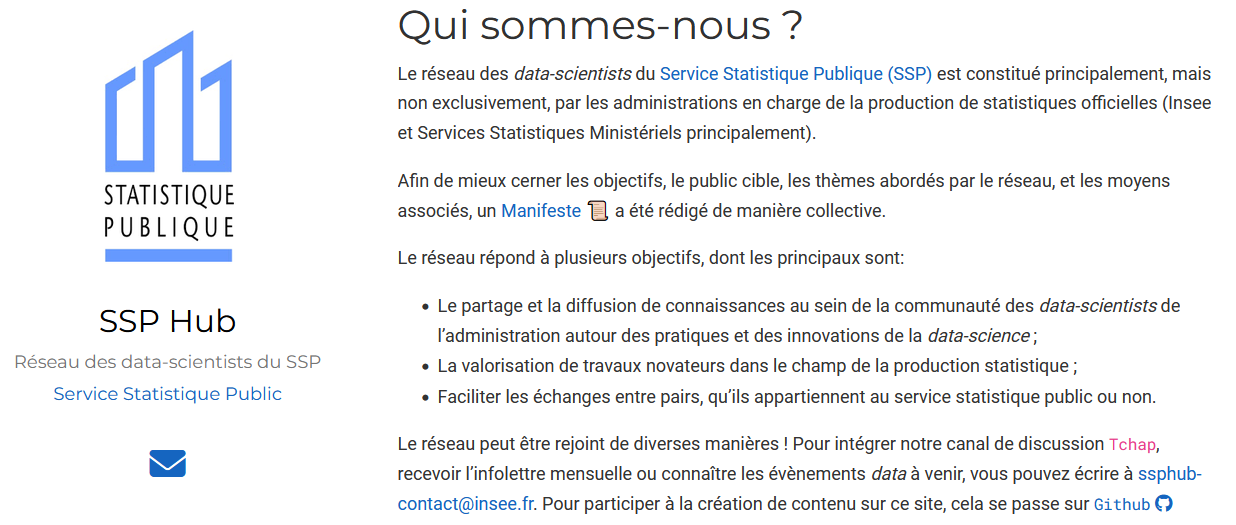 STATISTIQUE
PUBLIQUE
SSP Hub
Réseau des data-scientists du SSP
Service Statistique Public
Qui sommes-nous ?
Le réseau des data-scientists du Service Statistique Publique (SSP) est constitué principalement, mais
non exclusivement, par les administrations en charge de la production de statistiques officielles (Insee
et Services Statistiques Ministériels principalement).
Afin de mieux cerner les objectifs, le public cible, les thèmes abordés par le réseau, et les moyens
associés, un Manifeste 📜 a été rédigé de manière collective.
Le réseau répond à plusieurs objectifs, dont les principaux sont:
• Le partage et la diffusion de connaissances au sein de la communauté des data-scientists de
l’administration autour des pratiques et des innovations de la data-science ;
• La valorisation de travaux novateurs dans le champ de la production statistique ;
• Faciliter les échanges entre pairs, qu’ils appartiennent au service statistique public ou non.
Le réseau peut être rejoint de diverses manières ! Pour intégrer notre canal de discussion Tchap,
recevoir l’infolettre mensuelle ou connaître les évènements data à venir, vous pouvez écrire à ssphub-
contact@insee.fr. Pour participer à la création de contenu sur ce site, cela se passe sur Github